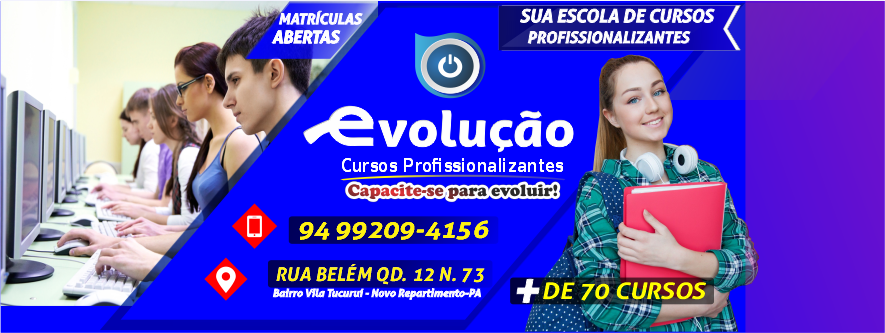 MATRÍCULAS
ABERTAS
SUA ESCOLA DE CURSOS
PROFISSIONALIZANTES
evolução
Cursos Profissionalizantes
Capacite-se para evoluir!
94 99209-4156
RUA BELÉM QD. 12 N. 73
Bairro Vila Tucuruí - Novo Repartimento-PA
+ DE 70 CURSOS